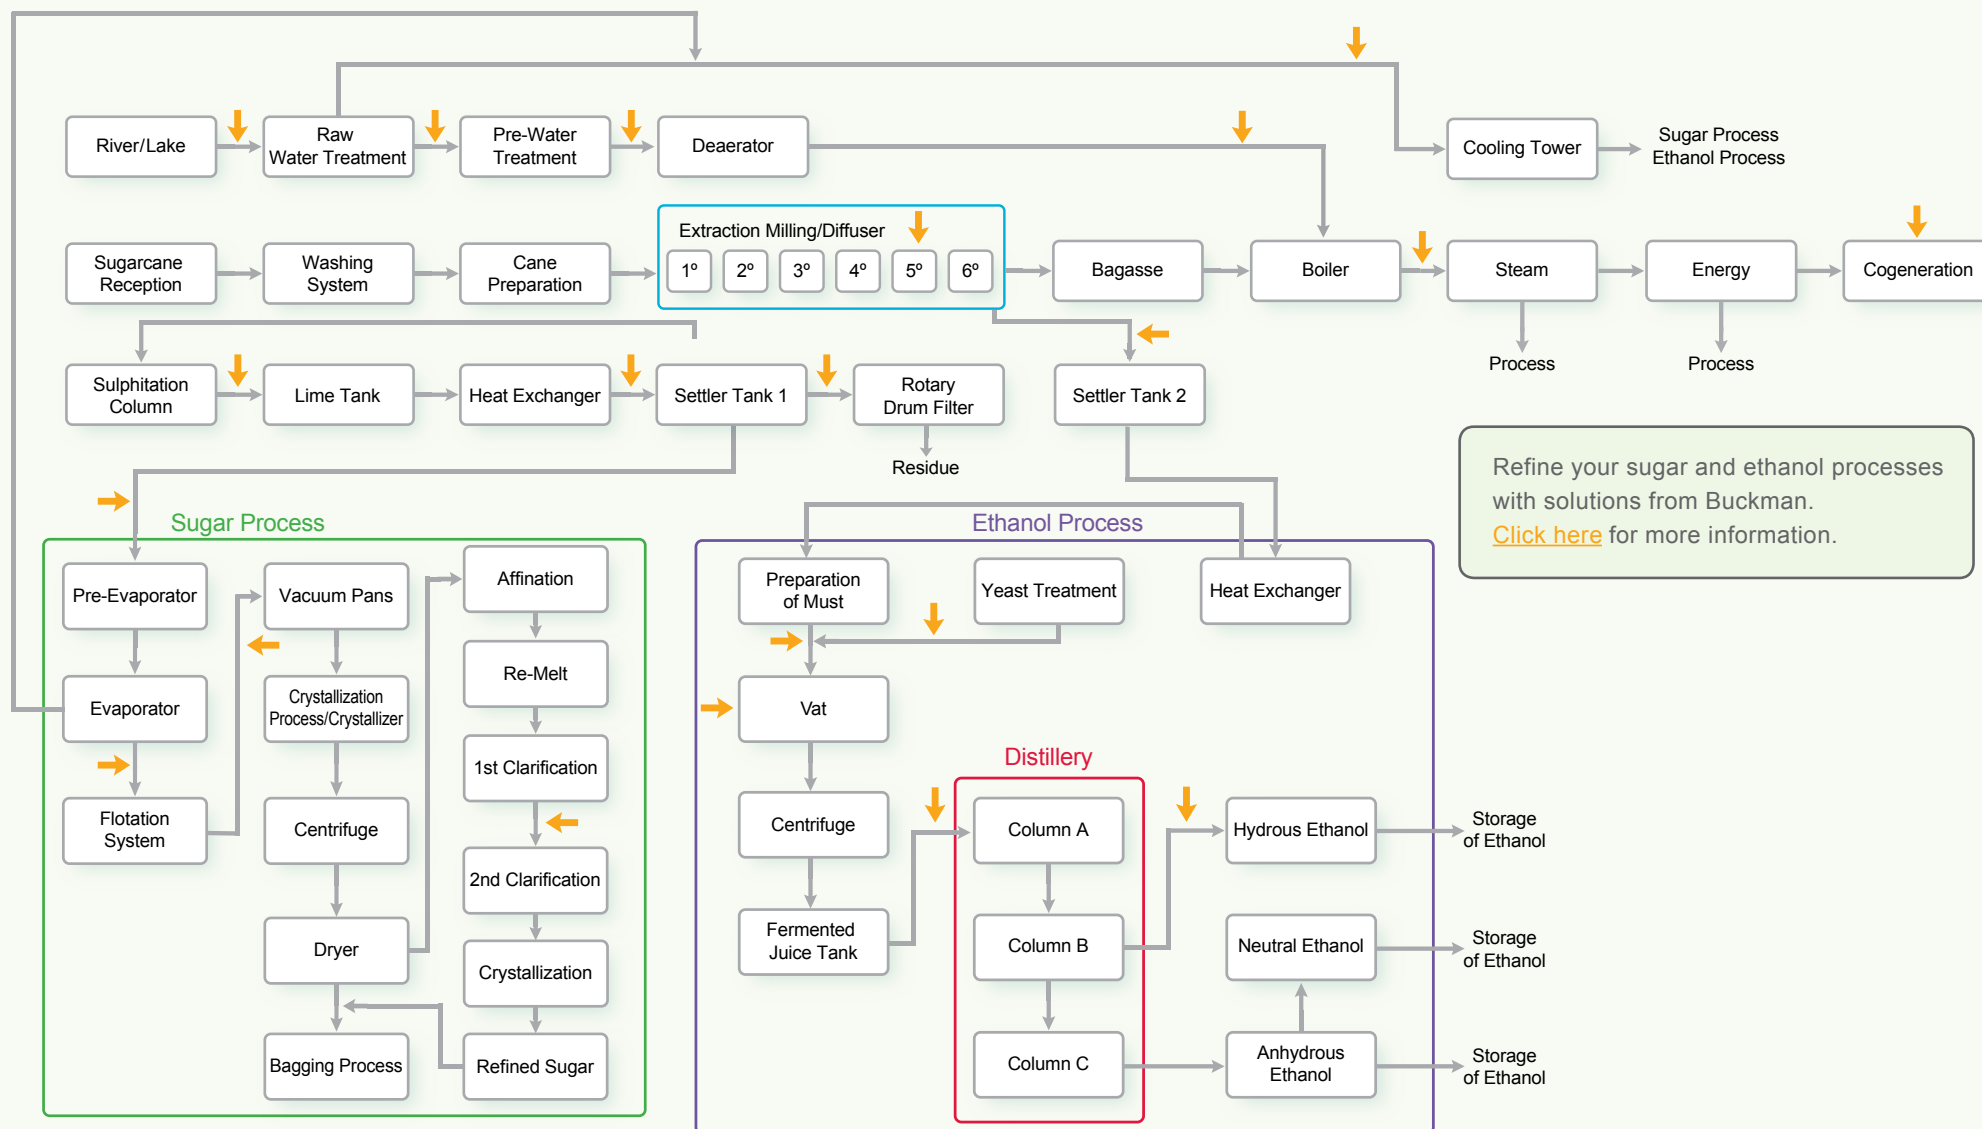 River/Lake
Raw
Water Treatment
Pre-Water
Treatment
Deaerator
Cooling Tower
Sugar Process
Ethanol Process
Sugarcane
Reception
Washing
System
Cane
Preparation
Extraction Milling/Diffuser
1º 2º 3º 4º 5º 6º
Bagasse
Boiler
Steam
Energy
Cogeneration
Process
Process
Sulphitation
Column
Lime Tank
Heat Exchanger
Settler Tank 1
Rotary
Drum Filter
Residue
Settler Tank 2
Refine your sugar and ethanol processes
with solutions from Buckman.
Click here for more information.
Sugar Process
Pre-Evaporator
Evaporator
Flotation
System
Vacuum Pans
Crystallization
Process/Crystallizer
Centrifuge
Dryer
Bagging Process
Affination
Re-Melt
1st Clarification
2nd Clarification
Crystallization
Refined Sugar
Ethanol Process
Preparation
of Must
Yeast Treatment
Heat Exchanger
Vat
Centrifuge
Fermented
Juice Tank
Distillery
Column A
Column B
Column C
Hydrous Ethanol
Storage
of Ethanol
Neutral Ethanol
Storage
of Ethanol
Anhydrous
Ethanol
Storage
of Ethanol